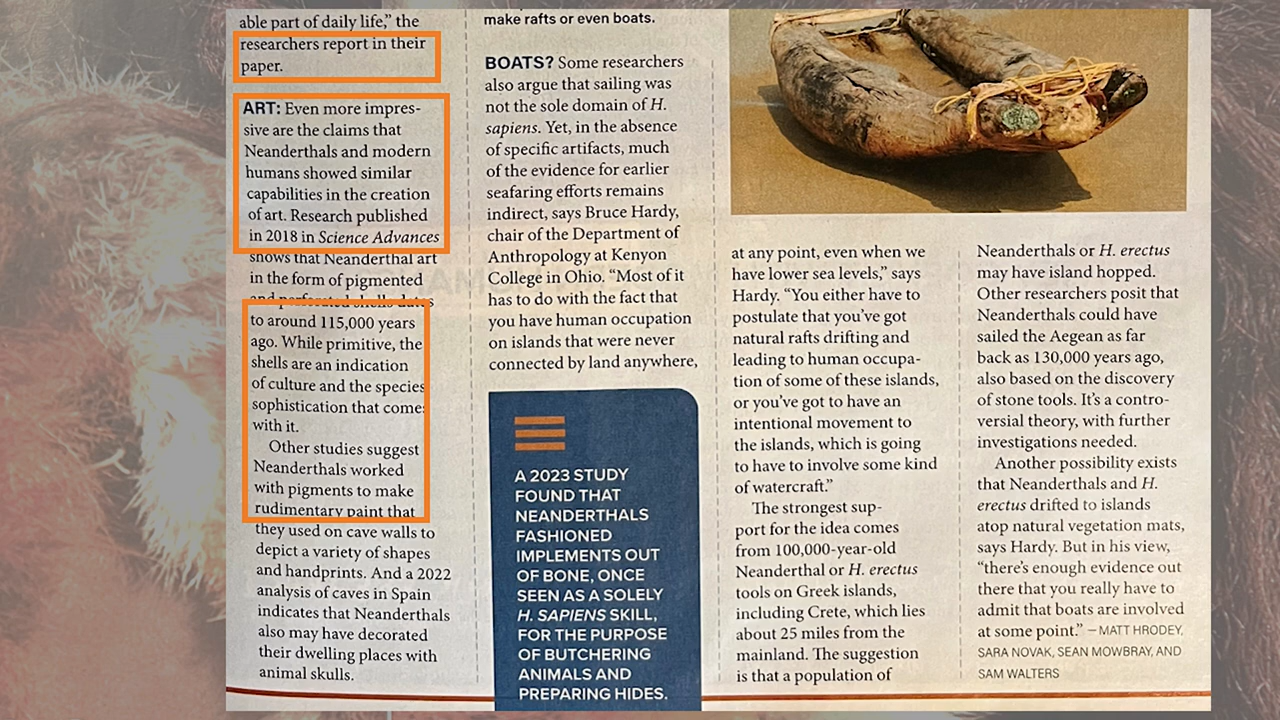 able part of daily life,” the
researchers report in their
paper.
ART: Even more impres-
sive are the claims that
Neanderthals and modern
humans showed similar
capabilities in the creation
of art. Research published
in 2018 in Science Advances
shows that Neanderthal art
in the form of pigmented
and perforated shells dates
to around 115,000 years
ago. While primitive, the
shells are an indication
of culture and the species
sophistication that comes
with it.
Other studies suggest
Neanderthals worked
with pigments to make
rudimentary paint that
they used on cave walls to
depict a variety of shapes
and handprints. And a 2022
analysis of caves in Spain
indicates that Neanderthals
also may have decorated
their dwelling places with
animal skulls.
make rafts or even boats.
BOATS? Some researchers
also argue that sailing was
not the sole domain of H.
sapiens. Yet, in the absence
of specific artifacts, much
of the evidence for earlier
seafaring efforts remains
indirect, says Bruce Hardy,
chair of the Department of
Anthropology at Kenyon
College in Ohio. “Most of it
has to do with the fact that
you have human occupation
on islands that were never
connected by land anywhere,
A 2023 STUDY
FOUND THAT
NEANDERTHALS
FASHIONED
IMPLEMENTS OUT
OF BONE, ONCE
SEEN AS A SOLELY
H. SAPIENS SKILL,
FOR THE PURPOSE
OF BUTCHERING
ANIMALS AND
PREPARING HIDES.
at any point, even when we
have lower sea levels,” says
Hardy. “You either have to
postulate that you’ve got
natural rafts drifting and
leading to human occupa-
tion of some of these islands,
or you’ve got to have an
intentional movement to
the islands, which is going
to have to involve some kind
of watercraft.”
The strongest sup-
port for the idea comes
from 100,000-year-old
Neanderthal or H. erectus
tools on Greek islands,
including Crete, which lies
about 25 miles from the
mainland. The suggestion
is that a population of
Neanderthals or H. erectus
may have island hopped.
Other researchers posit that
Neanderthals could have
sailed the Aegean as far
back as 130,000 years ago,
also based on the discovery
of stone tools. It’s a contro-
versial theory, with further
investigations needed.
Another possibility exists
that Neanderthals and H.
erectus drifted to islands
atop natural vegetation mats,
says Hardy. But in his view,
“there’s enough evidence out
there that you really have to
admit that boats are involved
at some point.” — MATT HRODEY,
SARA NOVAK, SEAN MOWBRAY, AND
SAM WALTERS